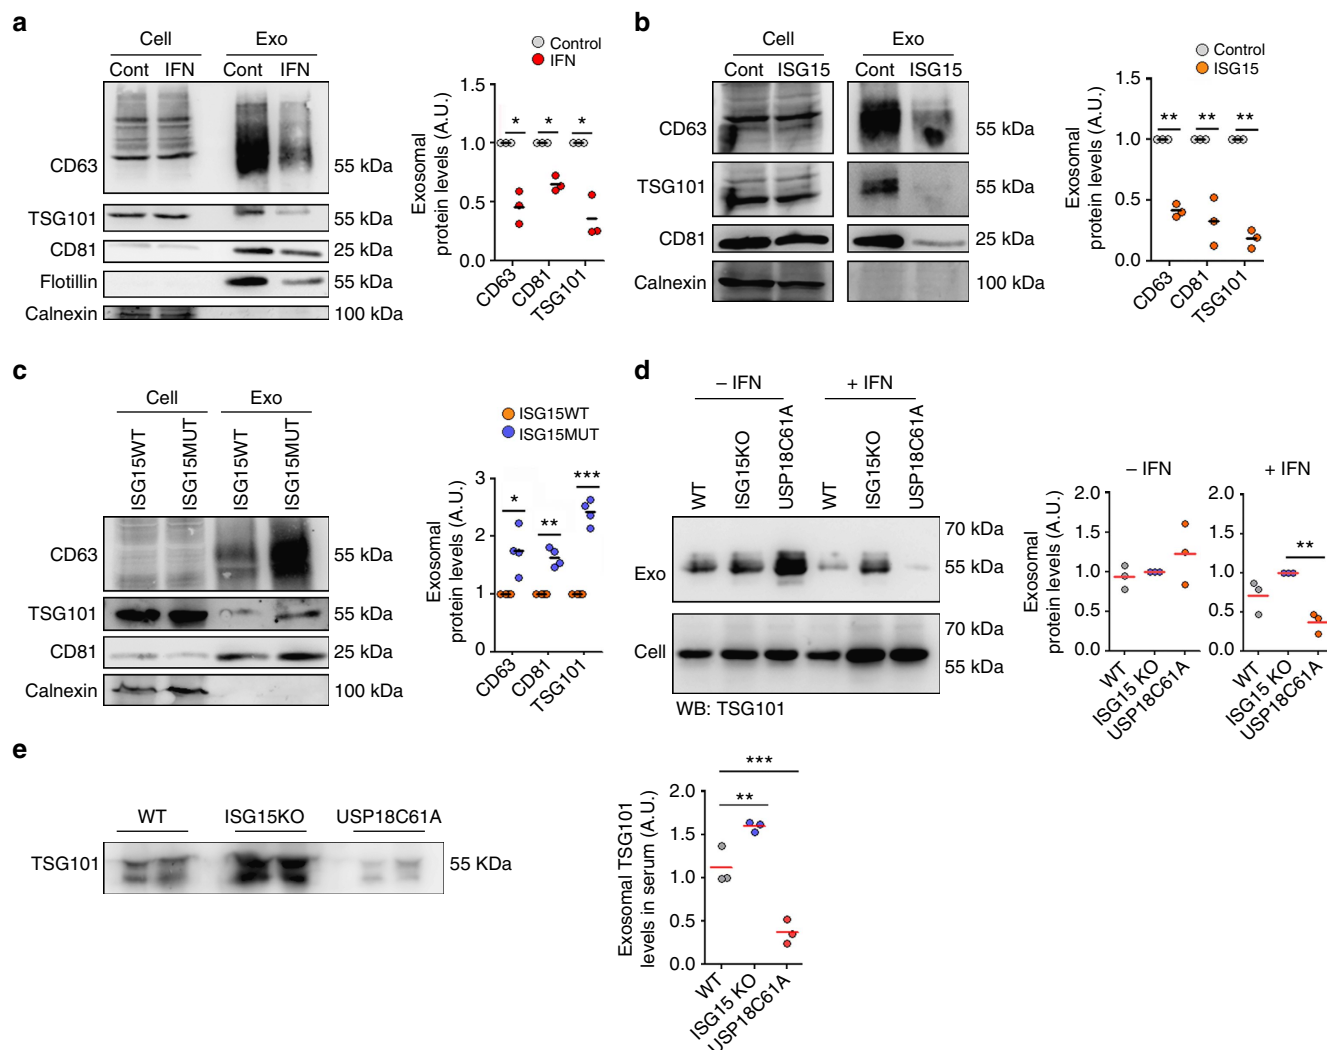 a
Cell Exo
Cont IFN Cont IFN
CD63 55 kDa
TSG101 55 kDa
CD81 25 kDa
Flotillin 55 kDa
Calnexin 100 kDa
Control
IFN
Exosomal
protein levels (A.U.)
1.5
1.0
0.5
0.0
* * *
CD63 CD81 TSG101
b
Cell Exo
Cont ISG15 Cont ISG15
CD63 55 kDa
TSG101 55 kDa
CD81 25 kDa
Calnexin 100 kDa
Control
ISG15
Exosomal
protein levels (A.U.)
1.5
1.0
0.5
0.0
** ** **
CD63 CD81 TSG101
c
Cell Exo
ISG15WT ISG15MUT ISG15WT ISG15MUT
CD63 55 kDa
TSG101 55 kDa
CD81 25 kDa
Calnexin 100 kDa
ISG15WT
ISG15MUT
Exosomal
protein levels (A.U.)
3
2
1
0
* ** ***
CD63 CD81 TSG101
d
– IFN + IFN
WT ISG15KO USP18C61A WT ISG15KO USP18C61A
70 kDa
Exo 55 kDa
70 kDa
Cell
55 kDa
WB: TSG101
Exosomal
protein levels (A.U.)
– IFN
2.0
1.5
1.0
0.5
0.0
WT ISG15 KO USP18C61A
+ IFN
2.0
1.5
1.0
0.5
0.0
**
WT ISG15 KO USP18C61A
e
WT ISG15KO USP18C61A
TSG101 55 KDa
Exosomal TSG101
levels in serum (A.U.)
2.0
1.5
1.0
0.5
0.0
***
**
WT ISG15 KO USP18C61A